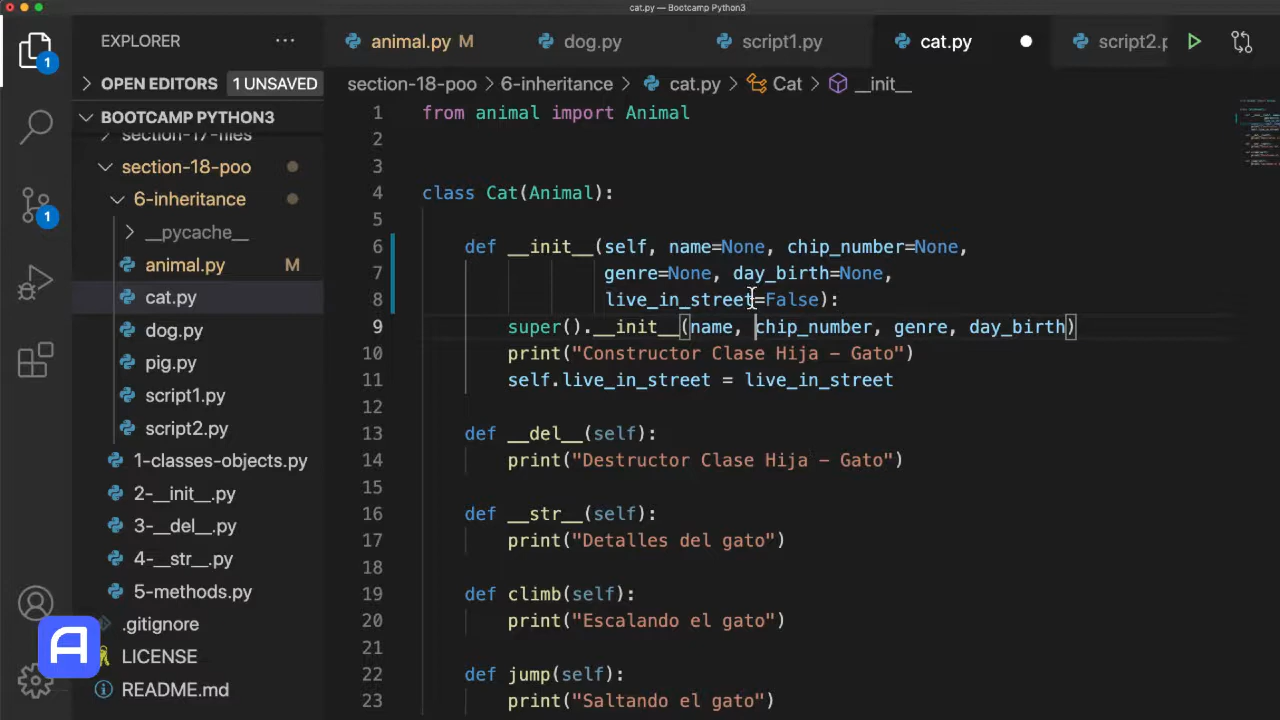 cat.py — Bootcamp Python3
EXPLORER ···
animal.py M
dog.py
script1.py
cat.py
script2.p
OPEN EDITORS 1 UNSAVED
section-18-poo > 6-inheritance > cat.py > Cat > __init__
BOOTCAMP PYTHON3
section-17-files
section-18-poo
6-inheritance
__pycache__
animal.py M
cat.py
dog.py
pig.py
script1.py
script2.py
1-classes-objects.py
2-__init__.py
3-__del__.py
4-__str__.py
5-methods.py
.gitignore
LICENSE
README.md
1
1
A
1 from animal import Animal
2
3
4 class Cat(Animal):
5
6 def __init__(self, name=None, chip_number=None,
7 genre=None, day_birth=None,
8 live_in_street=False):
9 super().__init__(name, chip_number, genre, day_birth)
10 print("Constructor Clase Hija – Gato")
11 self.live_in_street = live_in_street
12
13 def __del__(self):
14 print("Destructor Clase Hija – Gato")
15
16 def __str__(self):
17 print("Detalles del gato")
18
19 def climb(self):
20 print("Escalando el gato")
21
22 def jump(self):
23 print("Saltando el gato")